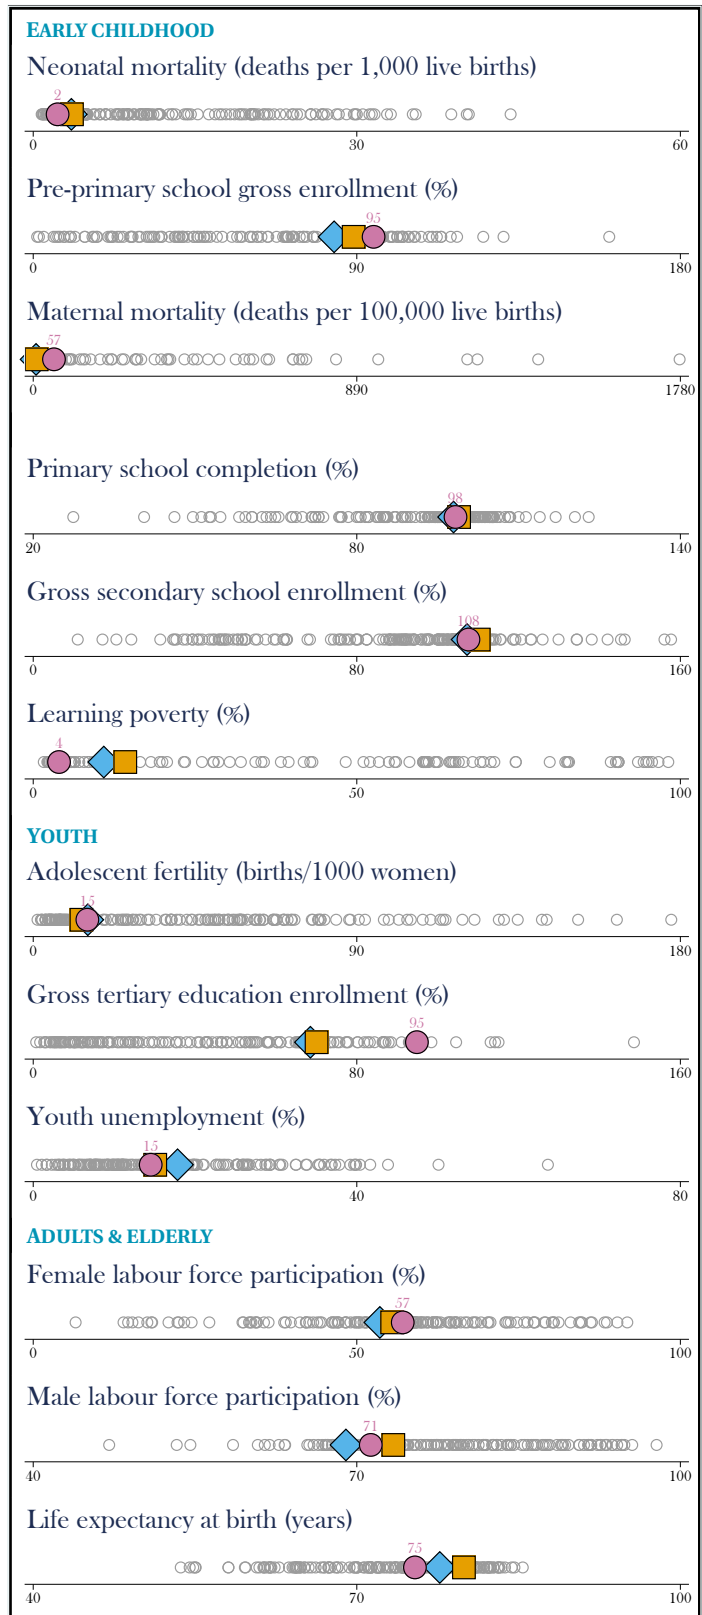 EARLY CHILDHOOD
Neonatal mortality (deaths per 1,000 live births)
2
0 30 60
Pre-primary school gross enrollment (%)
95
0 90 180
Maternal mortality (deaths per 100,000 live births)
57
0 890 1780
Primary school completion (%)
98
20 80 140
Gross secondary school enrollment (%)
108
0 80 160
Learning poverty (%)
4
0 50 100
YOUTH
Adolescent fertility (births/1000 women)
15
0 90 180
Gross tertiary education enrollment (%)
95
0 80 160
Youth unemployment (%)
15
0 40 80
ADULTS & ELDERLY
Female labour force participation (%)
57
0 50 100
Male labour force participation (%)
71
40 70 100
Life expectancy at birth (years)
75
40 70 100